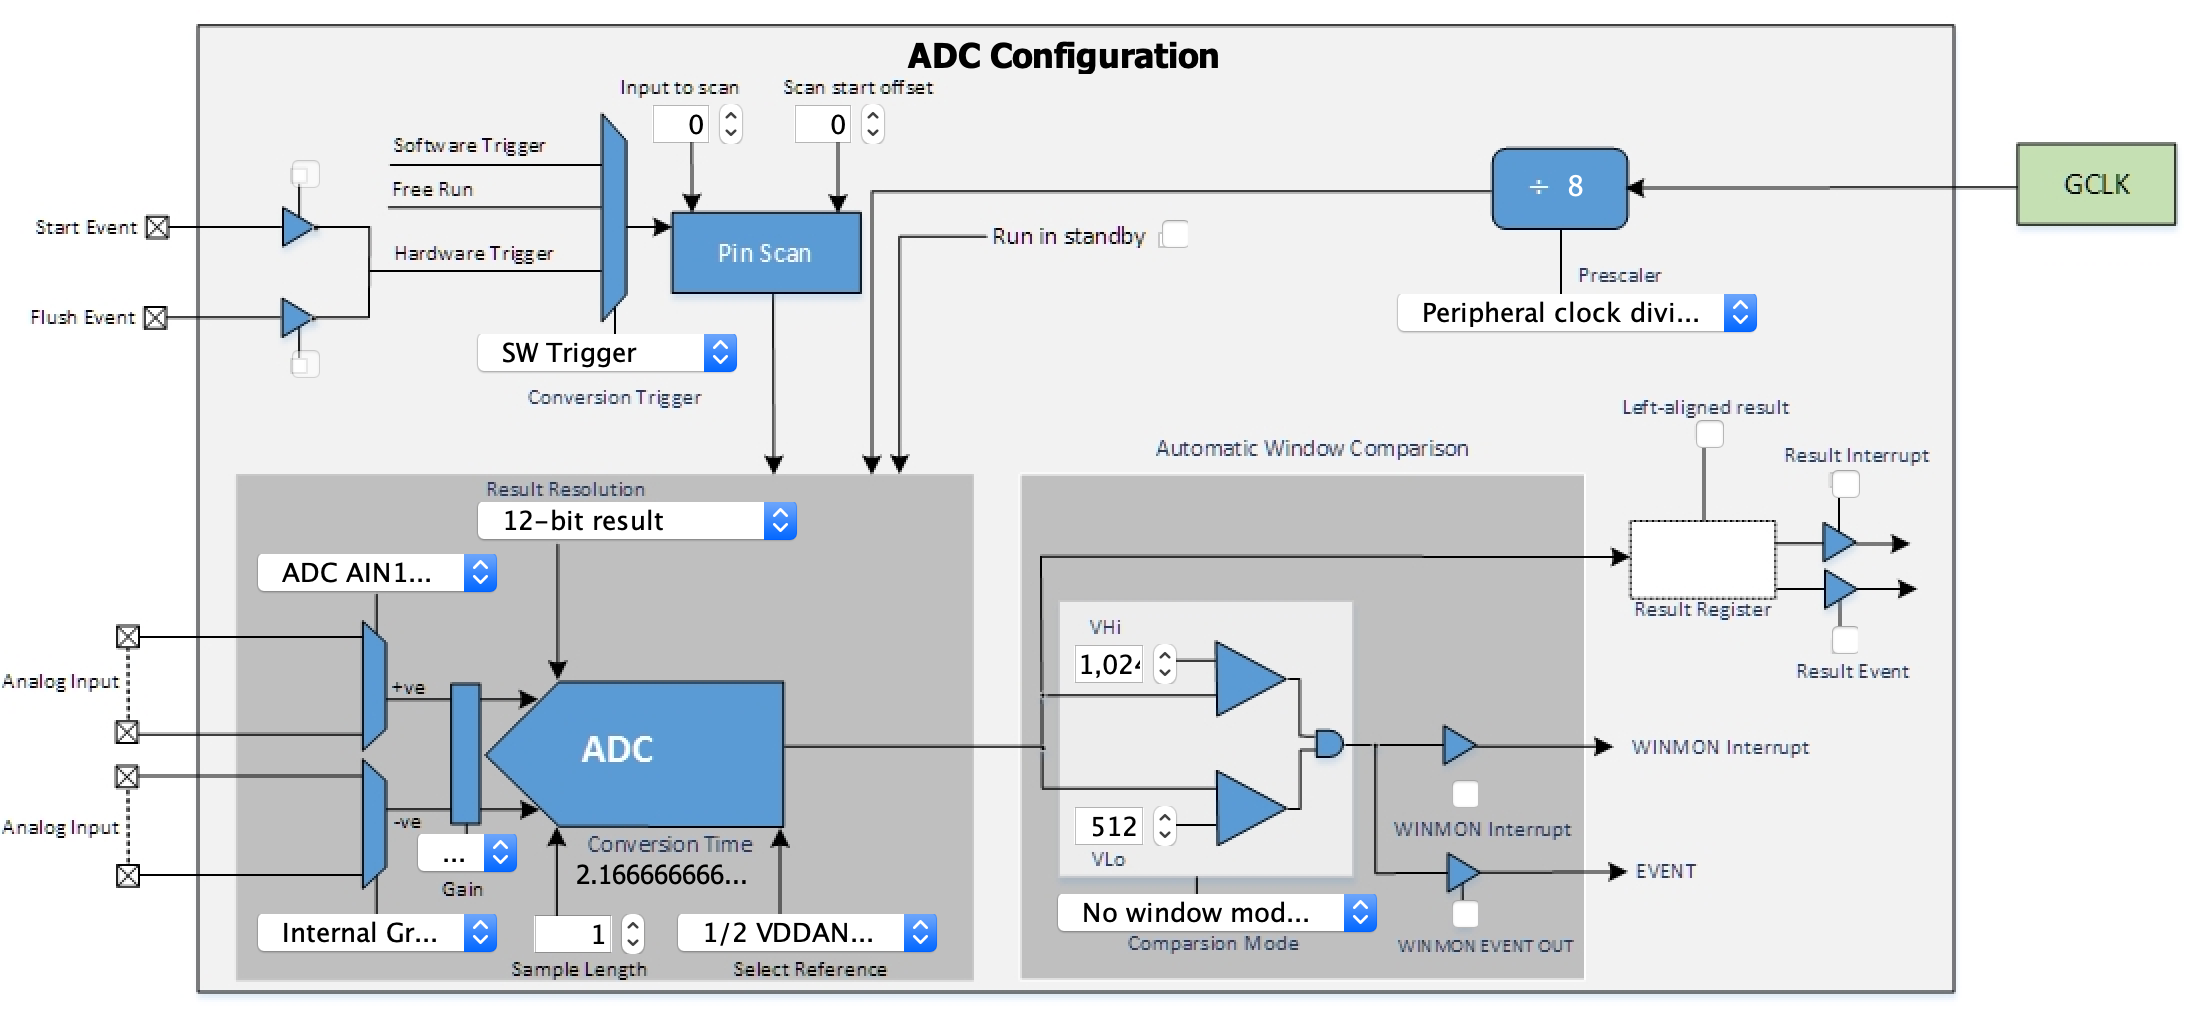 ADC Configuration
Input to scan
Scan start offset
0
0
Software Trigger
Free Run
Hardware Trigger
Start Event
Flush Event
Pin Scan
SW Trigger
Conversion Trigger
Run in standby
÷ 8
GCLK
Prescaler
Peripheral clock divi...
Left-aligned result
Result Interrupt
Result Register
Result Event
Result Resolution
12-bit result
ADC AIN1...
Analog Input
+ve
Analog Input
-ve
ADC
...
Gain
Conversion Time
2.166666666...
Internal Gr...
1
Sample Length
1/2 VDDAN...
Select Reference
Automatic Window Comparison
VHi
1,02
512
VLo
No window mod...
Comparsion Mode
WINMON Interrupt
WINMON Interrupt
EVENT
WINMON EVENT OUT